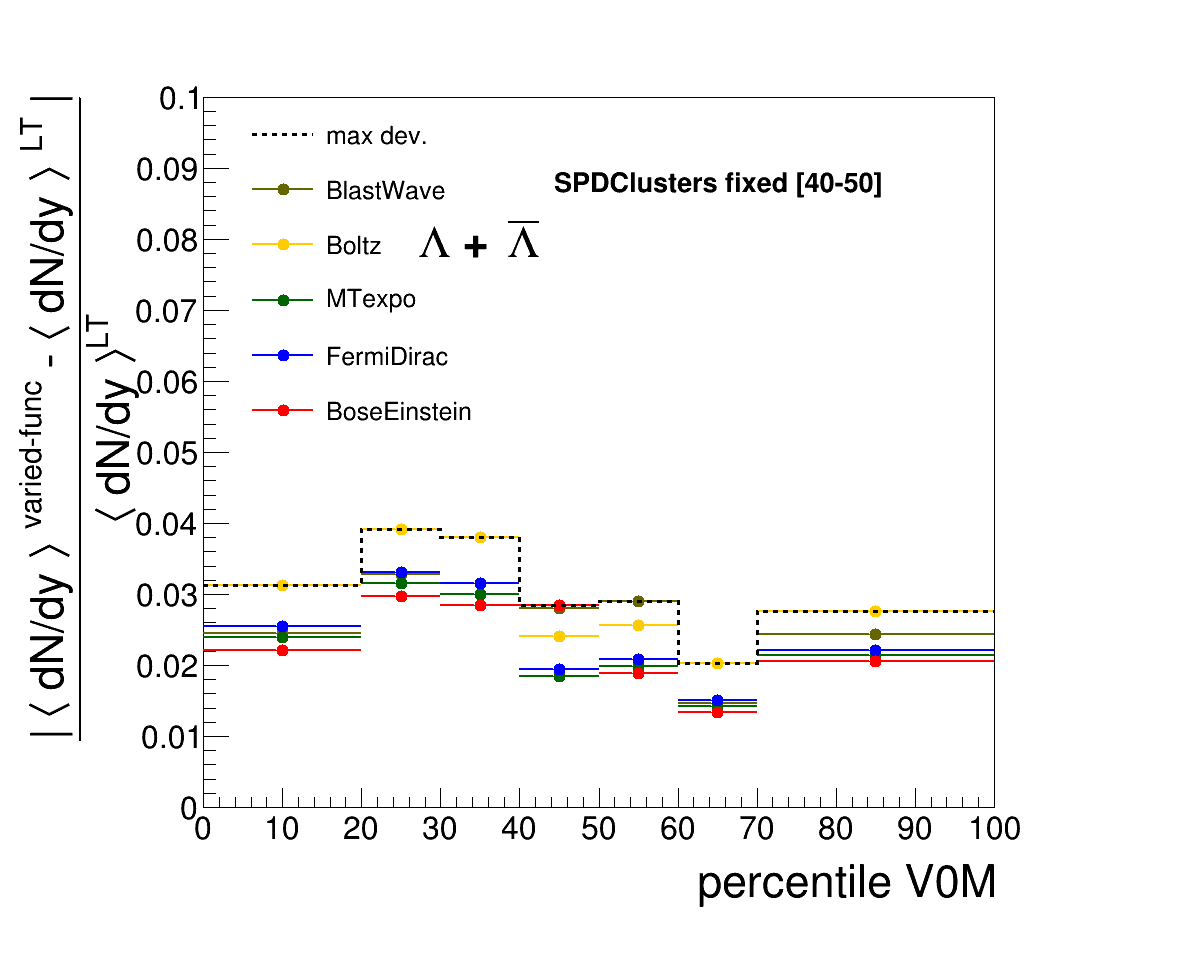 |⟨ dN/dy ⟩ varied-func - ⟨ dN/dy ⟩ LT |
⟨ dN/dy ⟩ LT
0.1
0.09
0.08
0.07
0.06
0.05
0.04
0.03
0.02
0.01
0
max dev.
BlastWave
Boltz
MTexpo
FermiDirac
BoseEinstein
SPDClusters fixed [40-50]
Λ + Λ̅
0 10 20 30 40 50 60 70 80 90 100
percentile V0M